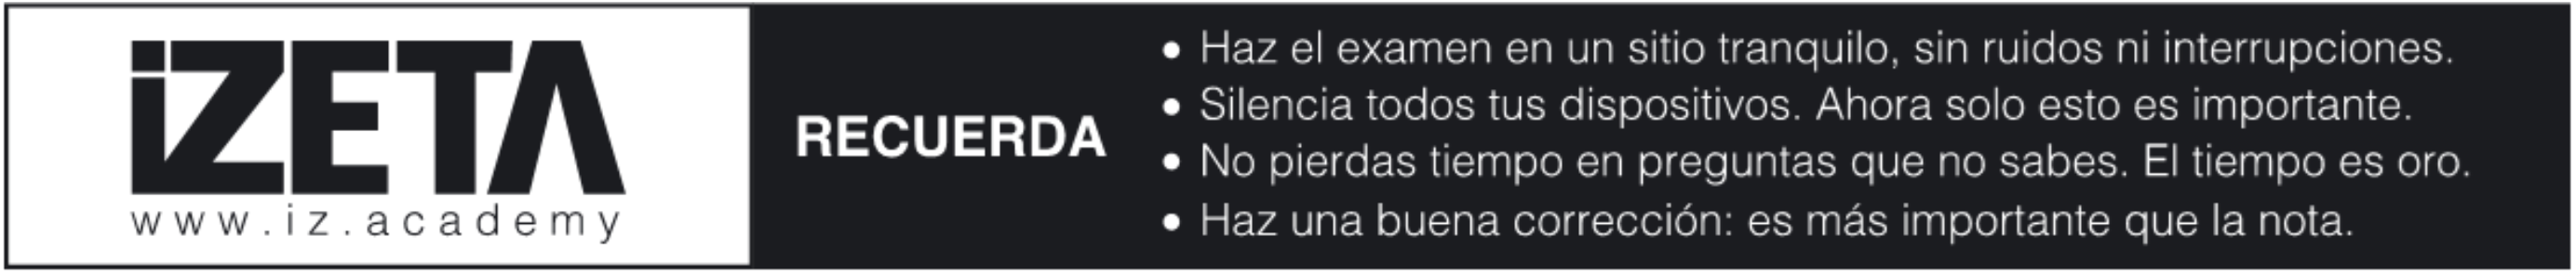 iZETA
www.iz.academy
RECUERDA
• Haz el examen en un sitio tranquilo, sin ruidos ni interrupciones.
• Silencia todos tus dispositivos. Ahora solo esto es importante.
• No pierdas tiempo en preguntas que no sabes. El tiempo es oro.
• Haz una buena corrección: es más importante que la nota.